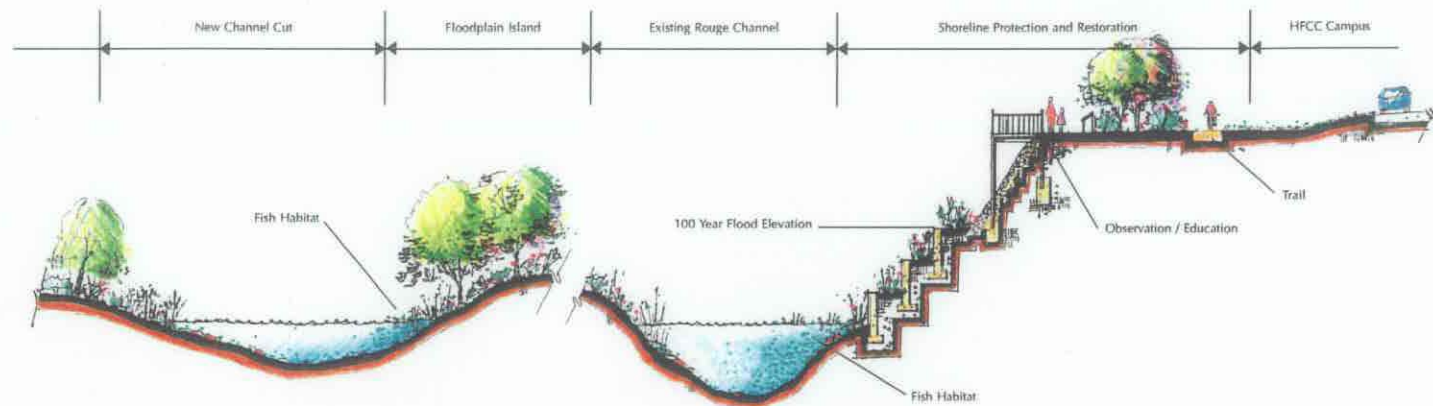 New Channel Cut
Floodplain Island
Existing Rouge Channel
Shoreline Protection and Restoration
HFCC Campus
Fish Habitat
100 Year Flood Elevation
Trail
Observation / Education
Fish Habitat